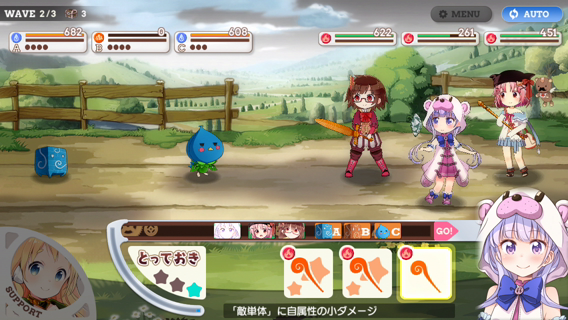 WAVE 2/3 3
MENU
AUTO
682
A
0
B
608
C
622
261
451
A B C GO!
とっておき
SUPPORT
「敵単体」に自属性の小ダメージ